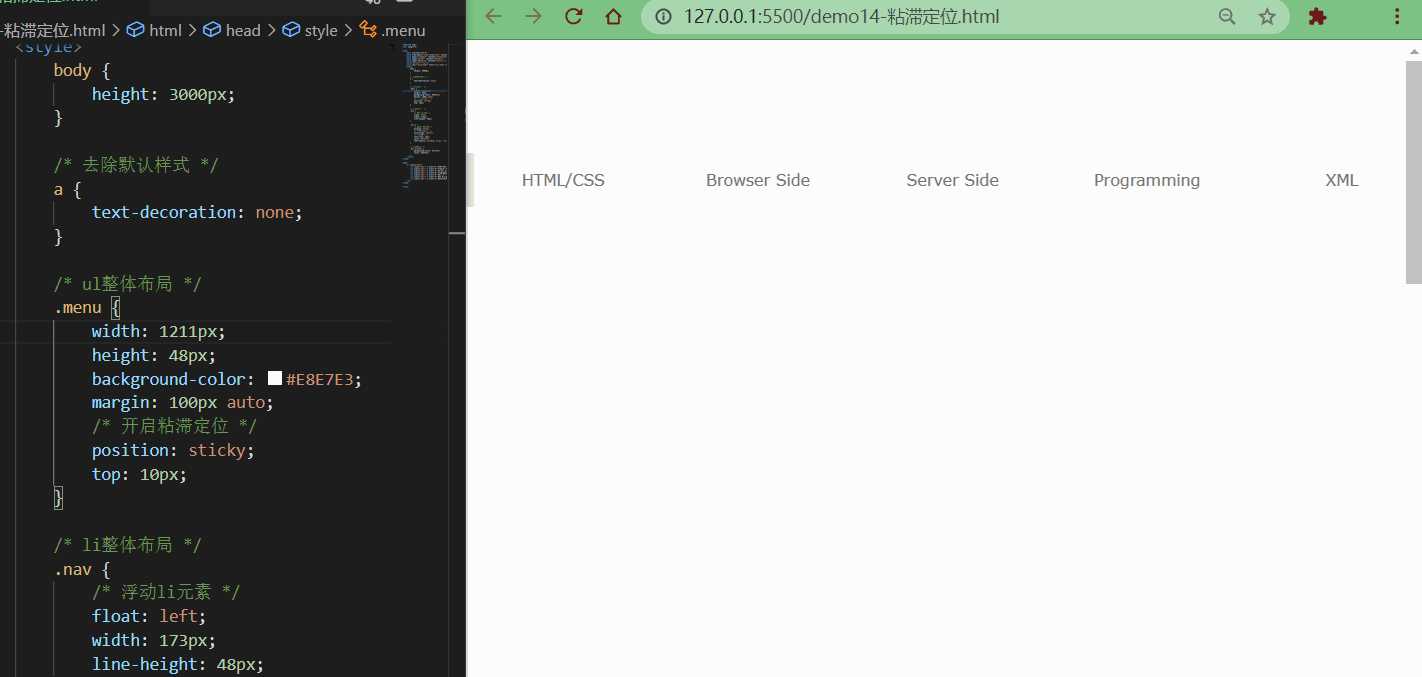 粘滞定位.html > html > head > style > .menu
<style>
body {
height: 3000px;
}
/* 去除默认样式 */
a {
text-decoration: none;
}
/* ul整体布局 */
.menu {
width: 1211px;
height: 48px;
background-color: #E8E7E3;
margin: 100px auto;
/* 开启粘滞定位 */
position: sticky;
top: 10px;
}
/* li整体布局 */
.nav {
/* 浮动li元素 */
float: left;
width: 173px;
line-height: 48px;
127.0.0.1:5500/demo14-粘滞定位.html
HTML/CSS Browser Side Server Side Programming XML